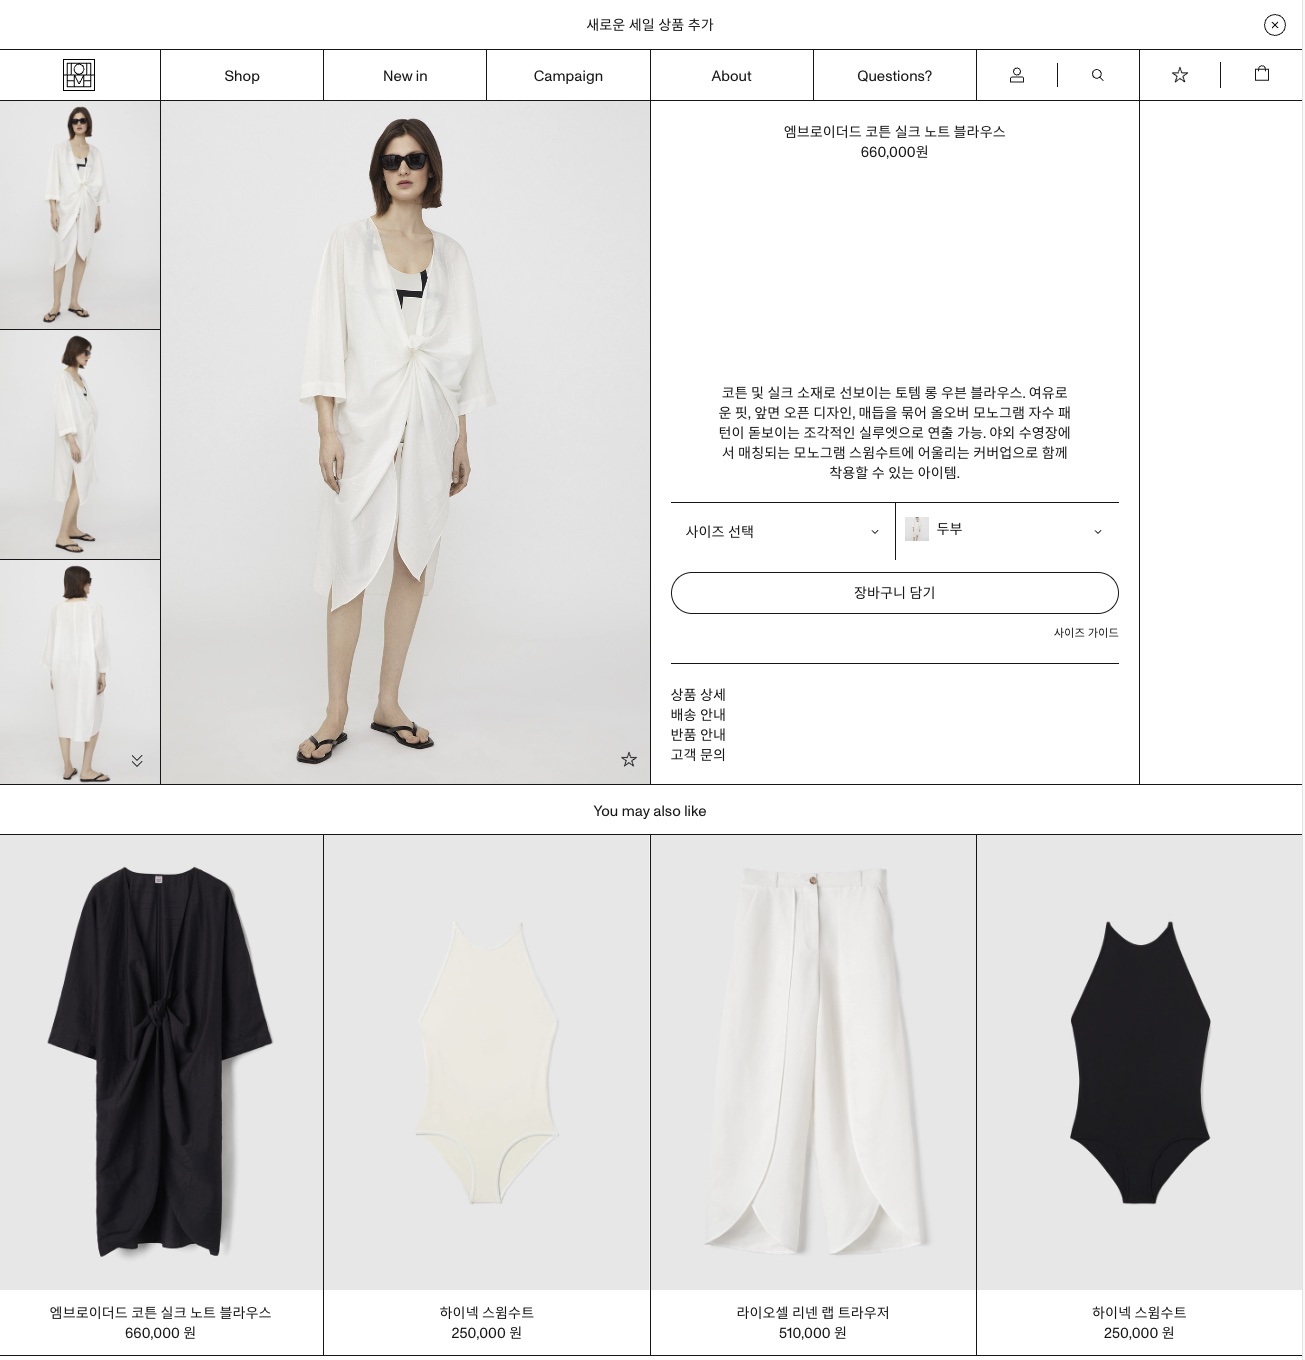 새로운 세일 상품 추가
Shop
New in
Campaign
About
Questions?
엠브로이더드 코튼 실크 노트 블라우스
660,000원
코튼 및 실크 소재로 선보이는 토템 롱 우븐 블라우스. 여유로
운 핏, 앞면 오픈 디자인, 매듭을 묶어 올오버 모노그램 자수 패
턴이 돋보이는 조각적인 실루엣으로 연출 가능. 야외 수영장에
서 매칭되는 모노그램 스윔수트에 어울리는 커버업으로 함께
착용할 수 있는 아이템.
사이즈 선택
두부
장바구니 담기
사이즈 가이드
상품 상세
배송 안내
반품 안내
고객 문의
You may also like
엠브로이더드 코튼 실크 노트 블라우스
660,000 원
하이넥 스윔수트
250,000 원
라이오셀 리넨 랩 트라우저
510,000 원
하이넥 스윔수트
250,000 원